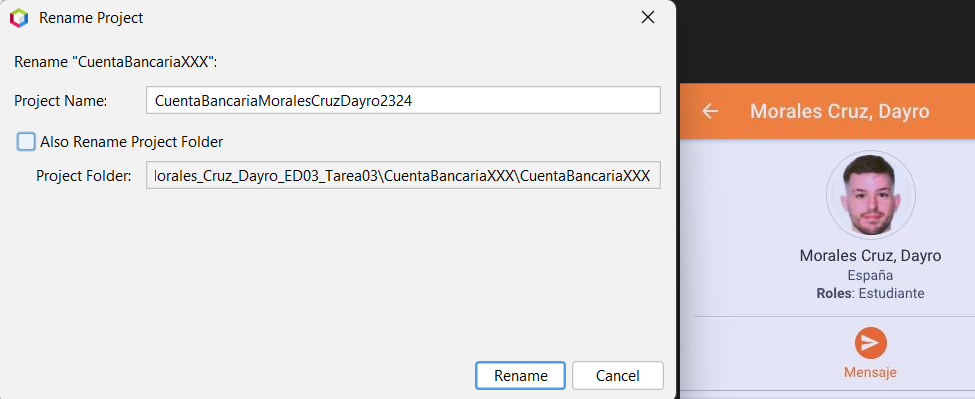 Rename Project
Rename "CuentaBancariaXXX":
Project Name: CuentaBancariaMoralesCruzDayro2324
Also Rename Project Folder
Project Folder: lorales_Cruz_Dayro_ED03_Tarea03\CuentaBancariaXXX\CuentaBancariaXXX
Rename Cancel
Morales Cruz, Dayro
Morales Cruz, Dayro
España
Roles: Estudiante
Mensaje